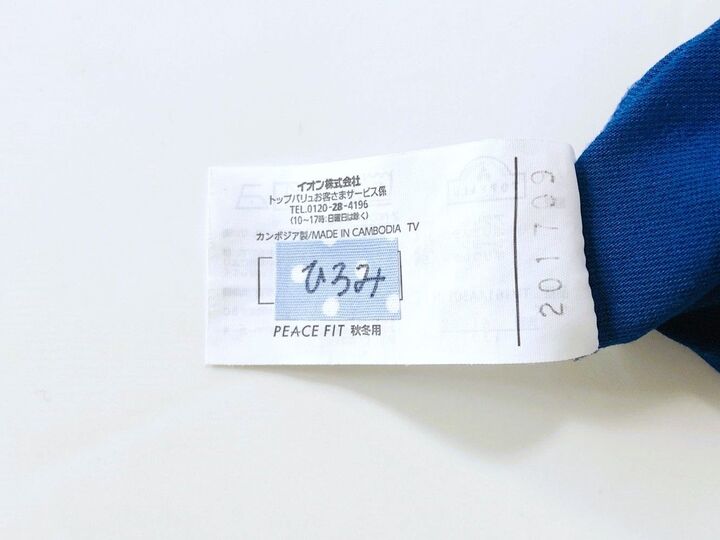 イオン株式会社
トップバリュお客さまサービス係
TEL.0120-28-4196
(10~17時:日曜日は除く)
カンボジア製/MADE IN CAMBODIA TV
ひろみ
PEACE FIT 秋冬用
201709